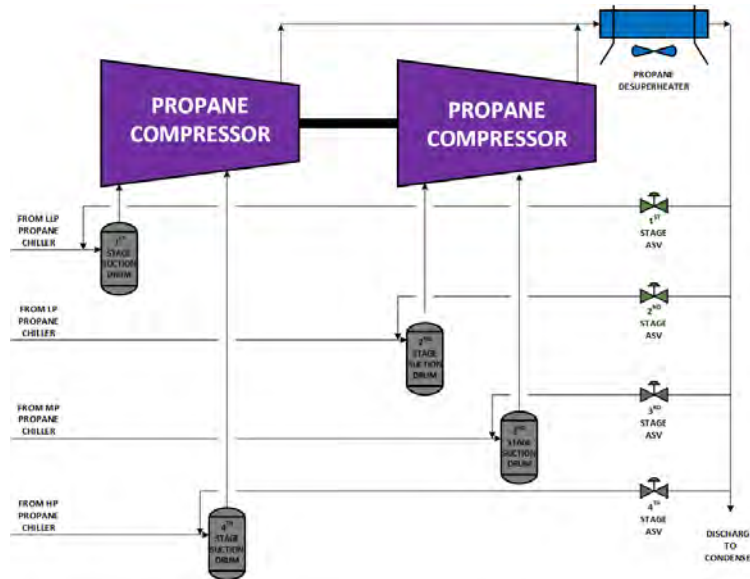 PROPANE
DESUPERHEATER
PROPANE
COMPRESSOR
PROPANE
COMPRESSOR
FROM LLP
PROPANE
CHILLER
1ST
STAGE
SUCTION
DRUM
1ST
STAGE
ASV
FROM LP
PROPANE
CHILLER
2ND
STAGE
SUCTION
DRUM
2ND
STAGE
ASV
FROM MP
PROPANE
CHILLER
STAGE
SUCTION
DRUM
3ND
STAGE
ASV
FROM HP
PROPANE
CHILLER
4TH
STAGE
SUCTION
DRUM
4TH
STAGE
ASV
DISCHARG
TO
CONDENSE